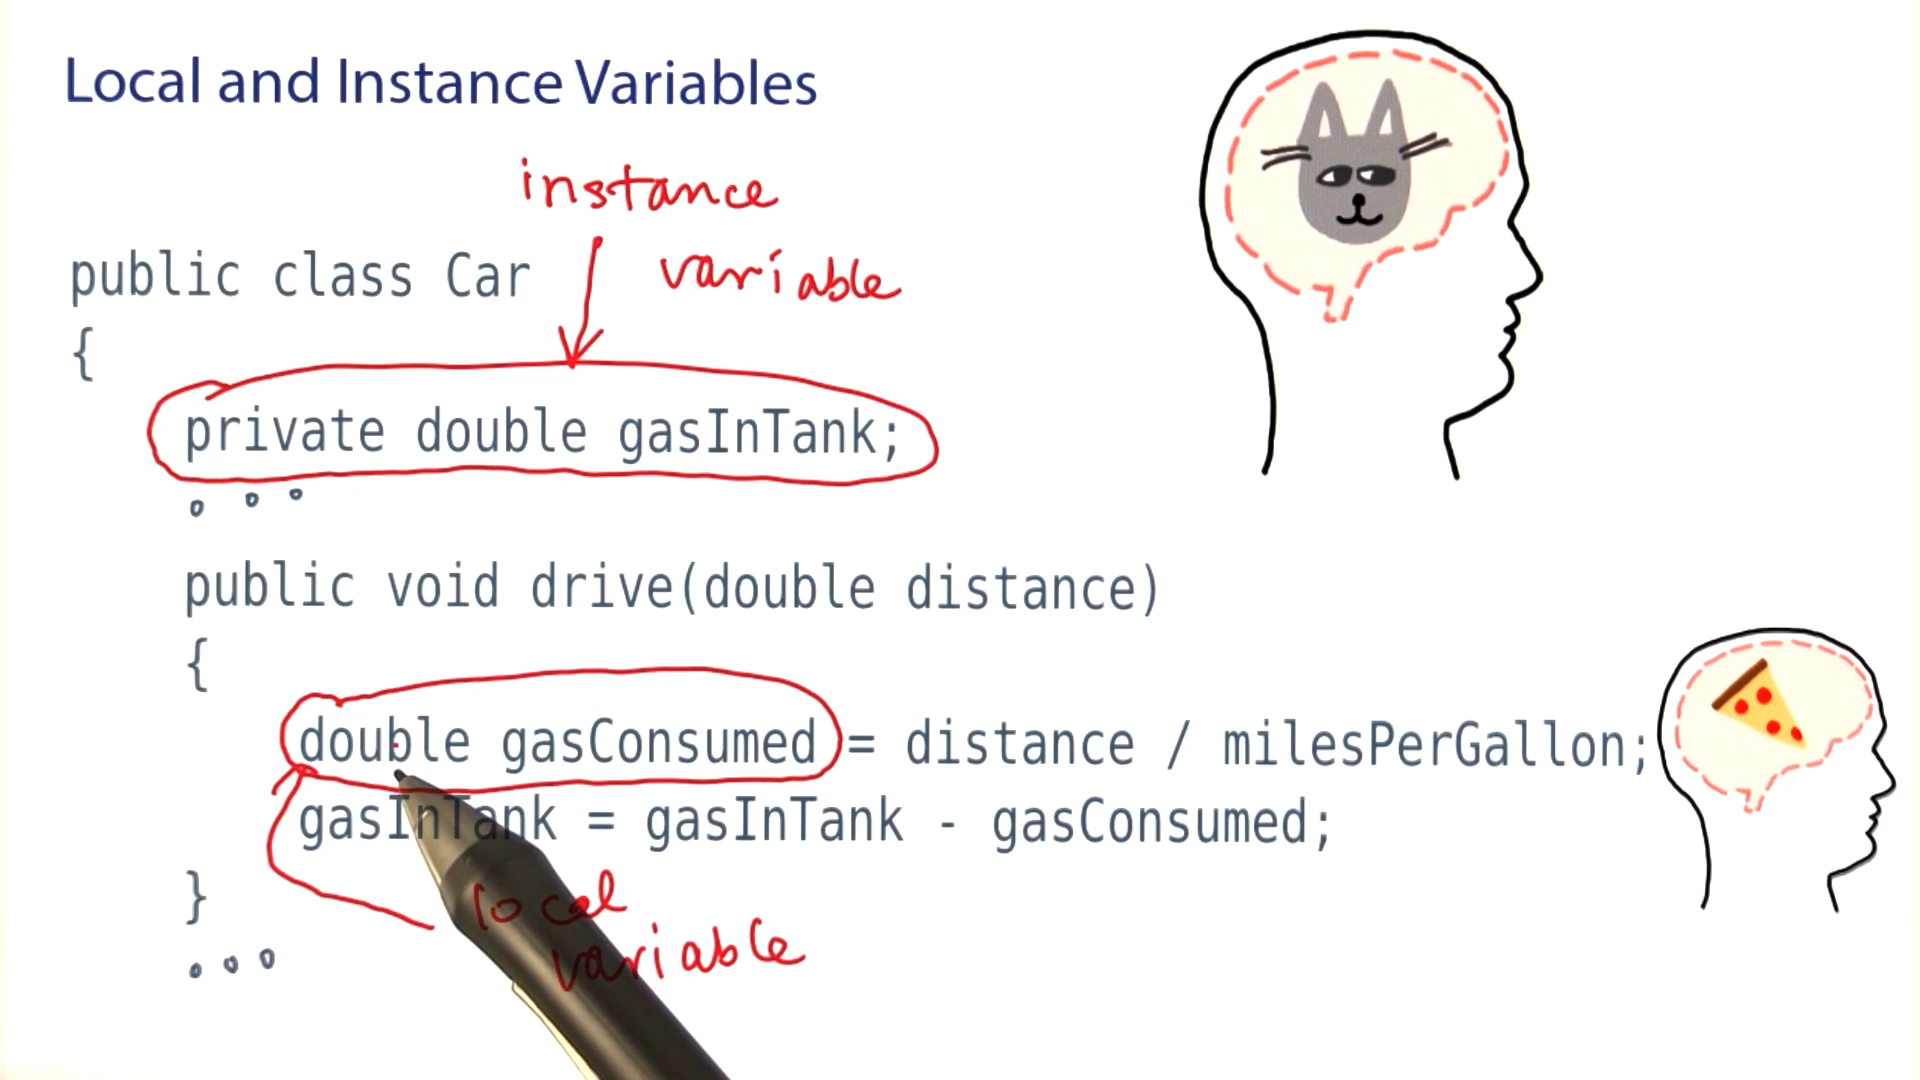 Local and Instance Variables
instance
variable
public class Car
{
private double gasInTank;
...
public void drive(double distance)
{
double gasConsumed = distance / milesPerGallon;
gasInTank = gasInTank - gasConsumed;
}
local
variable
...